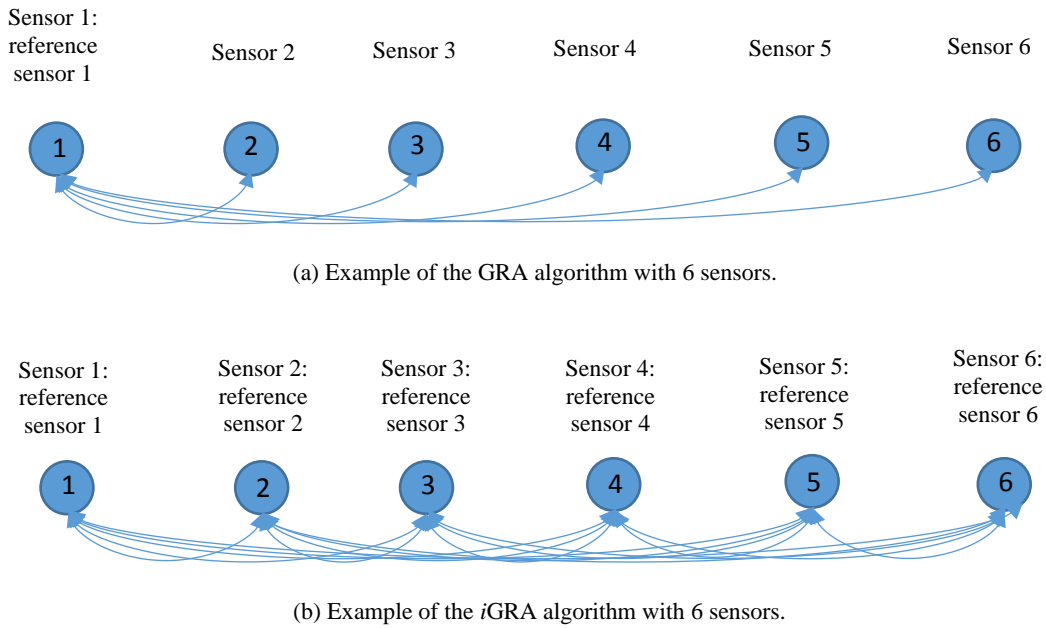 Sensor 1:
reference
sensor 1
Sensor 2
Sensor 3
Sensor 4
Sensor 5
Sensor 6
1
2
3
4
5
6
(a) Example of the GRA algorithm with 6 sensors.
Sensor 1:
reference
sensor 1
Sensor 2:
reference
sensor 2
Sensor 3:
reference
sensor 3
Sensor 4:
reference
sensor 4
Sensor 5:
reference
sensor 5
Sensor 6:
reference
sensor 6
1
2
3
4
5
6
(b) Example of the iGRA algorithm with 6 sensors.